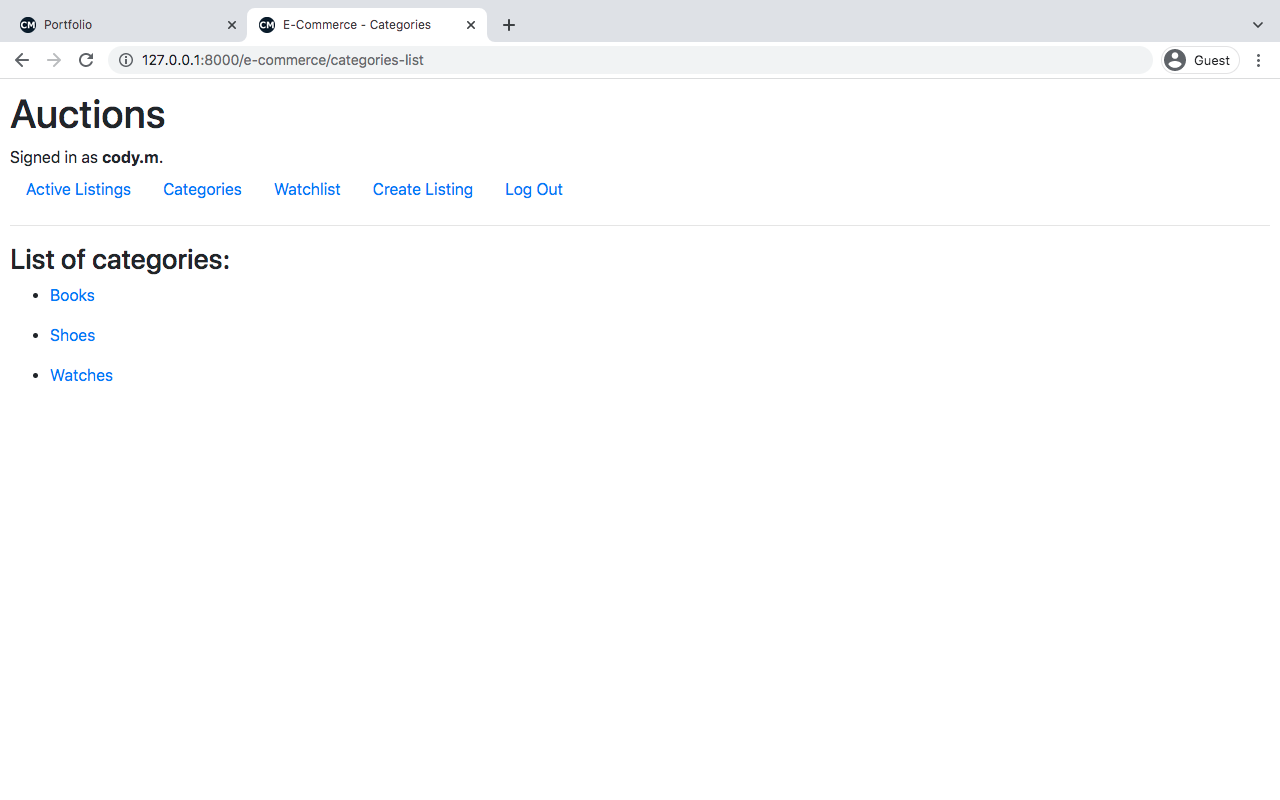 CM Portfolio
CM E-Commerce - Categories
127.0.0.1:8000/e-commerce/categories-list
Guest
Auctions
Signed in as cody.m.
Active Listings Categories Watchlist Create Listing Log Out
List of categories:
• Books
• Shoes
• Watches